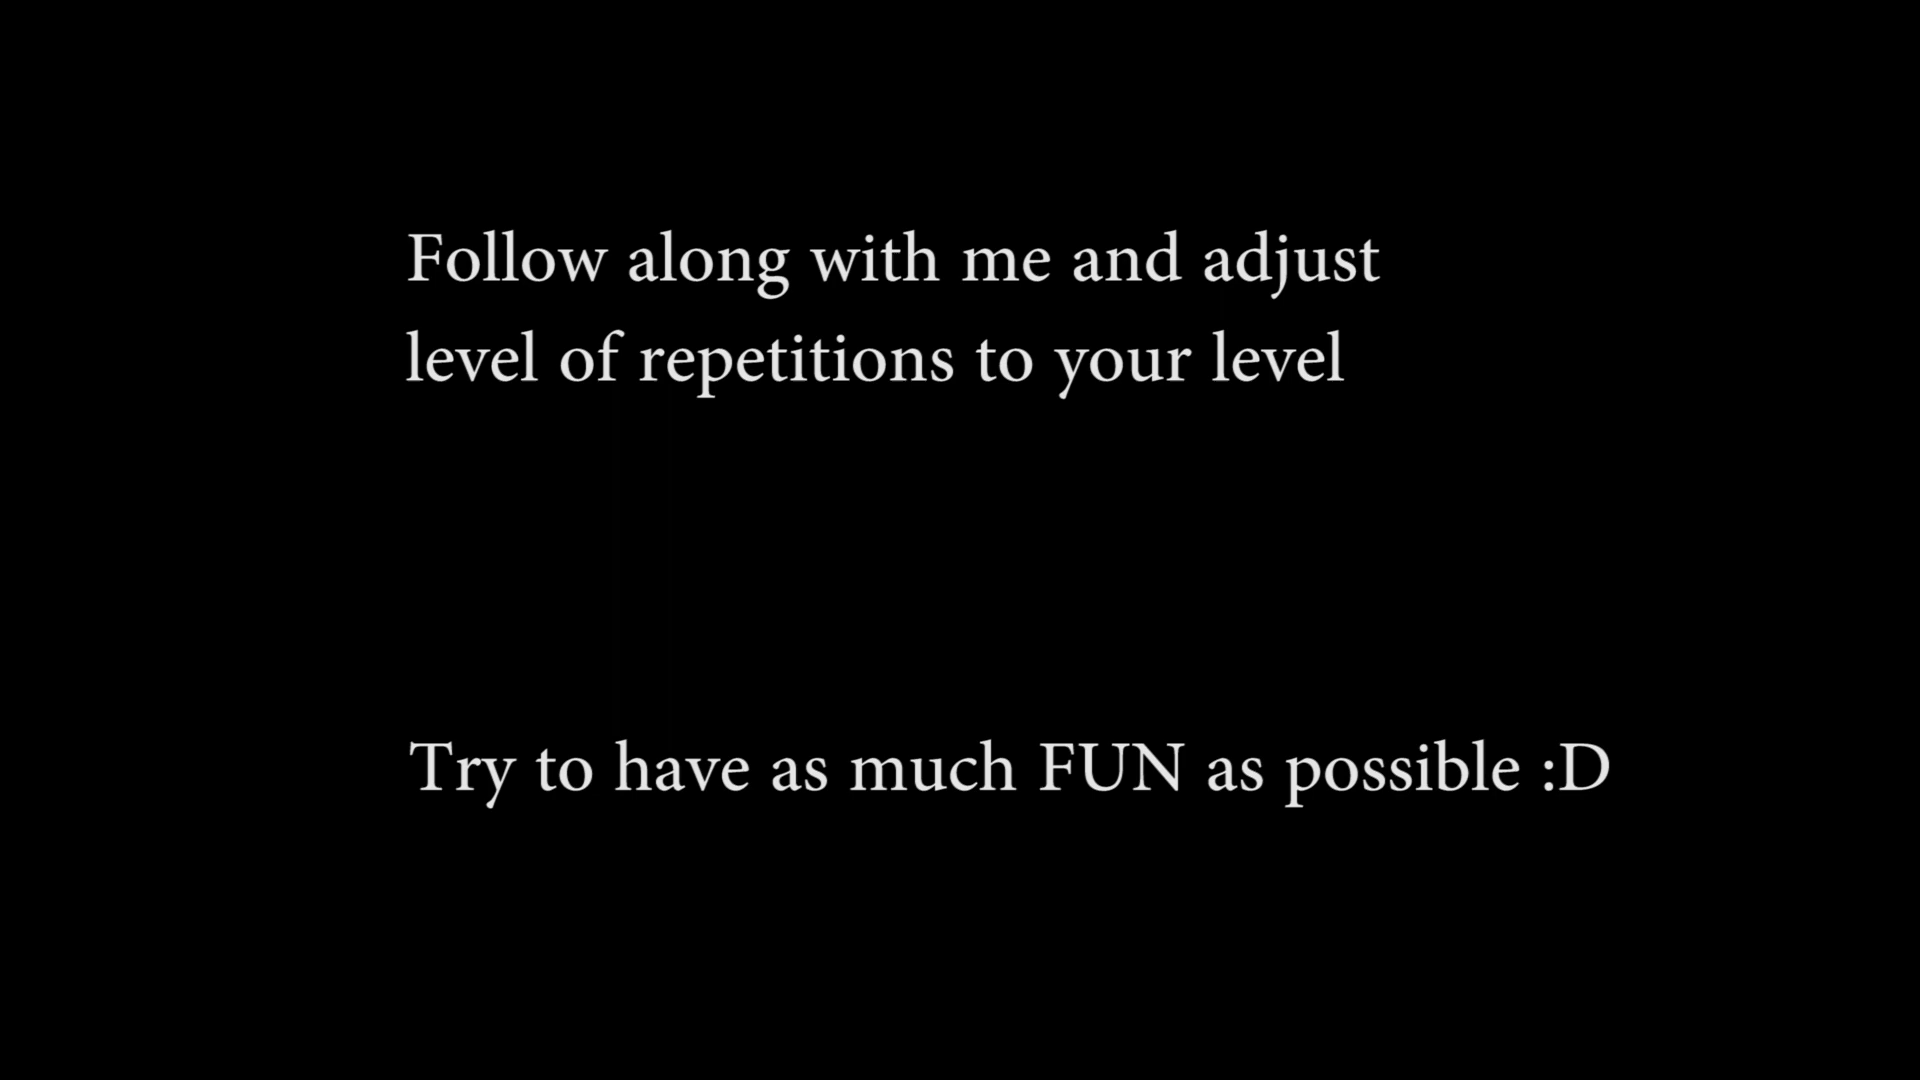 Follow along with me and adjust
level of repetitions to your level
Try to have as much FUN as possible :D